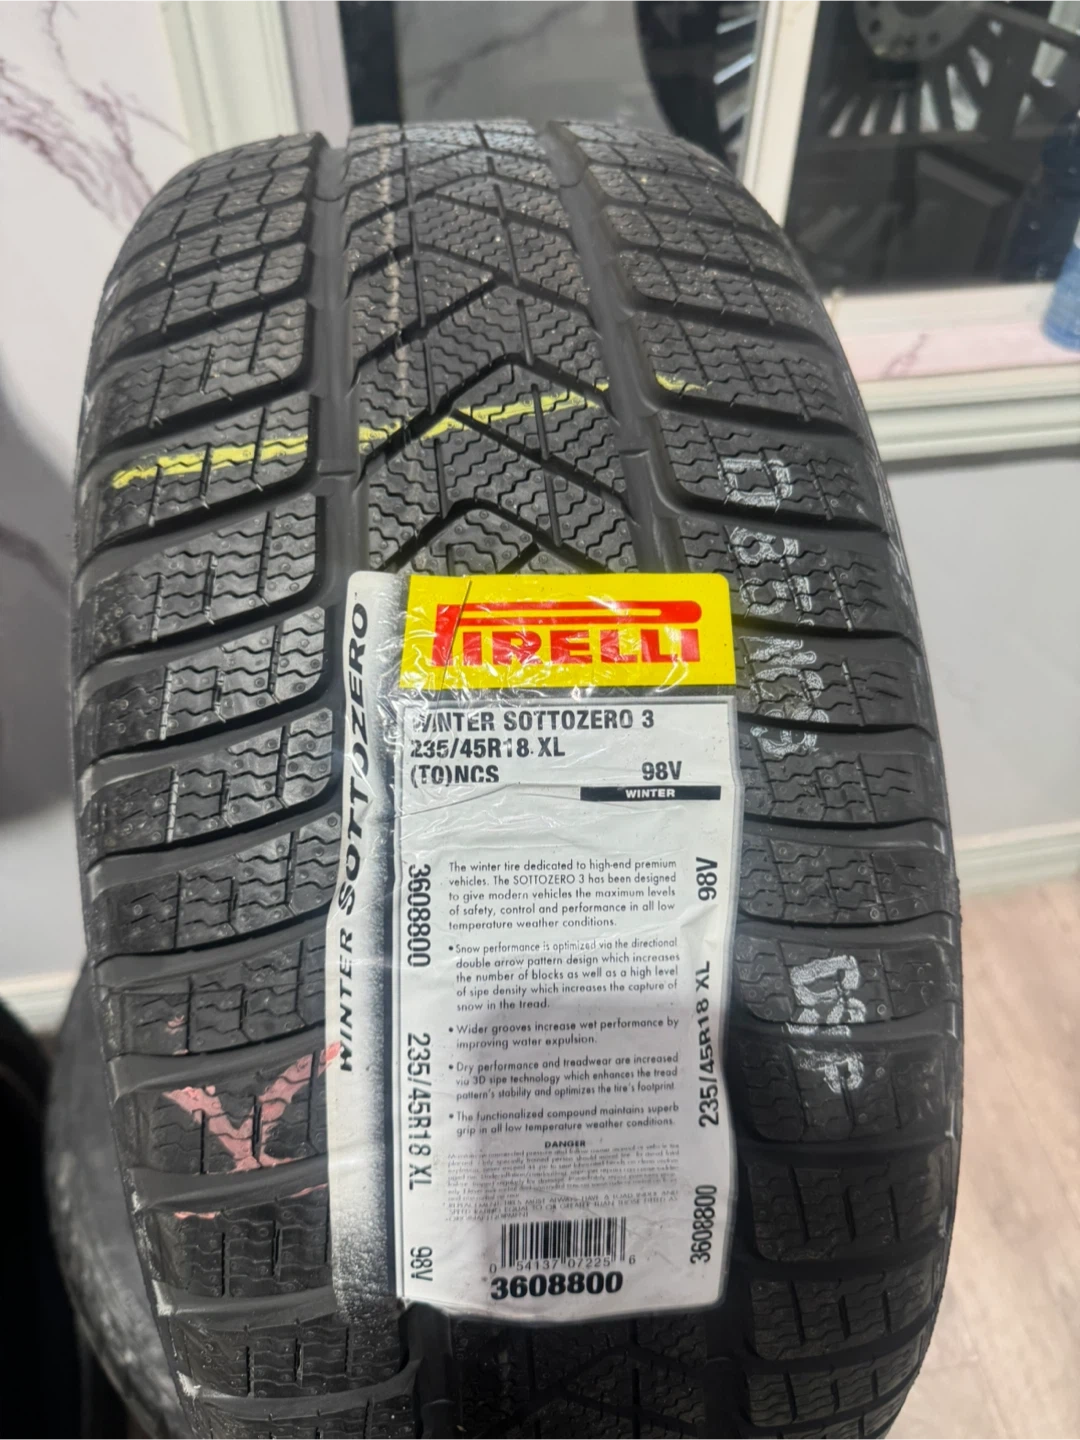 PIRELLI
WINTER SOTTOZERO™
WINTER SOTTOZERO 3
235/45R18 XL
(TO)NCS 98V
WINTER
The winter tire dedicated to high-end premium
vehicles. The SOTTOZERO 3 has been designed
to give modern vehicles the maximum levels
of safety, control and performance in all low
temperature weather conditions.
• Snow performance is optimized via the directional
double arrow pattern design which increases
the number of blocks as well as a high level
of sipe density which increases the capture of
snow in the tread.
• Wider grooves increase wet performance by
improving water expulsion.
• Dry performance and treadwear are increased
via 3D sipe technology which enhances the tread
pattern's stability and optimizes the tire's footprint
• The functionalized compound maintains superb
grip in all low temperature weather conditions.
DANGER
0 54137 07225 6
3608800
3608800 235/45R18 XL 98V
3608800 235/45R18 XL 98V